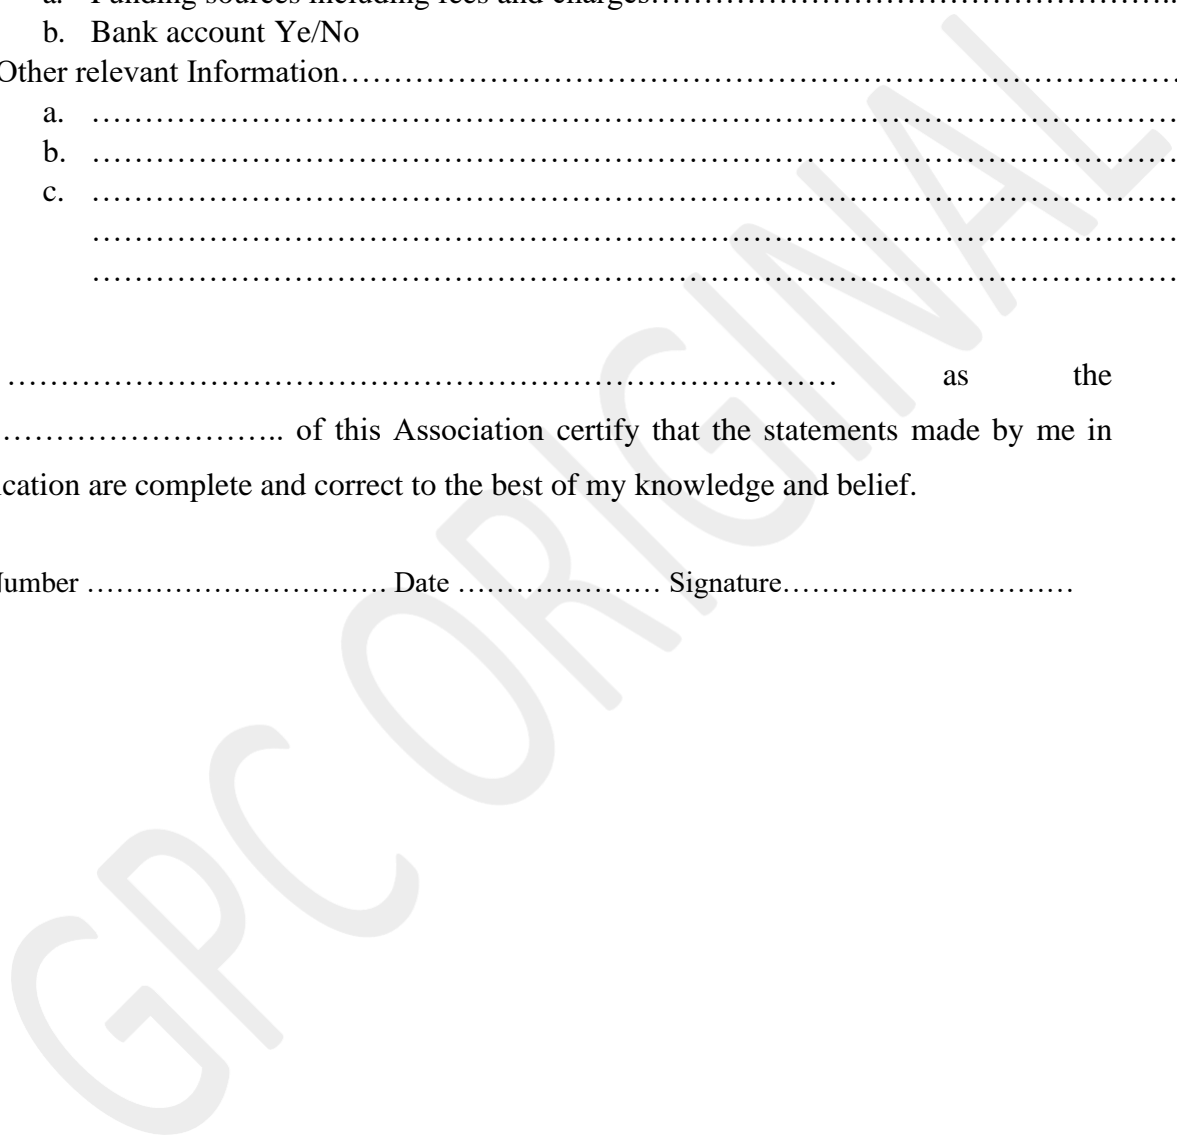 a. Funding sources including fees and charges…………………………………………..
b. Bank account Ye/No
Other relevant Information……………………………………………………………………
a. …………………………………………………………………………………………
b. …………………………………………………………………………………………
c. …………………………………………………………………………………………
…………………………………………………………………………………………
…………………………………………………………………………………………
…………………………………………………………………… as the
…………………….. of this Association certify that the statements made by me in
are complete and correct to the best of my knowledge and belief.
Number ………………………. Date ………………… Signature………………………
GPC ORIGINAL